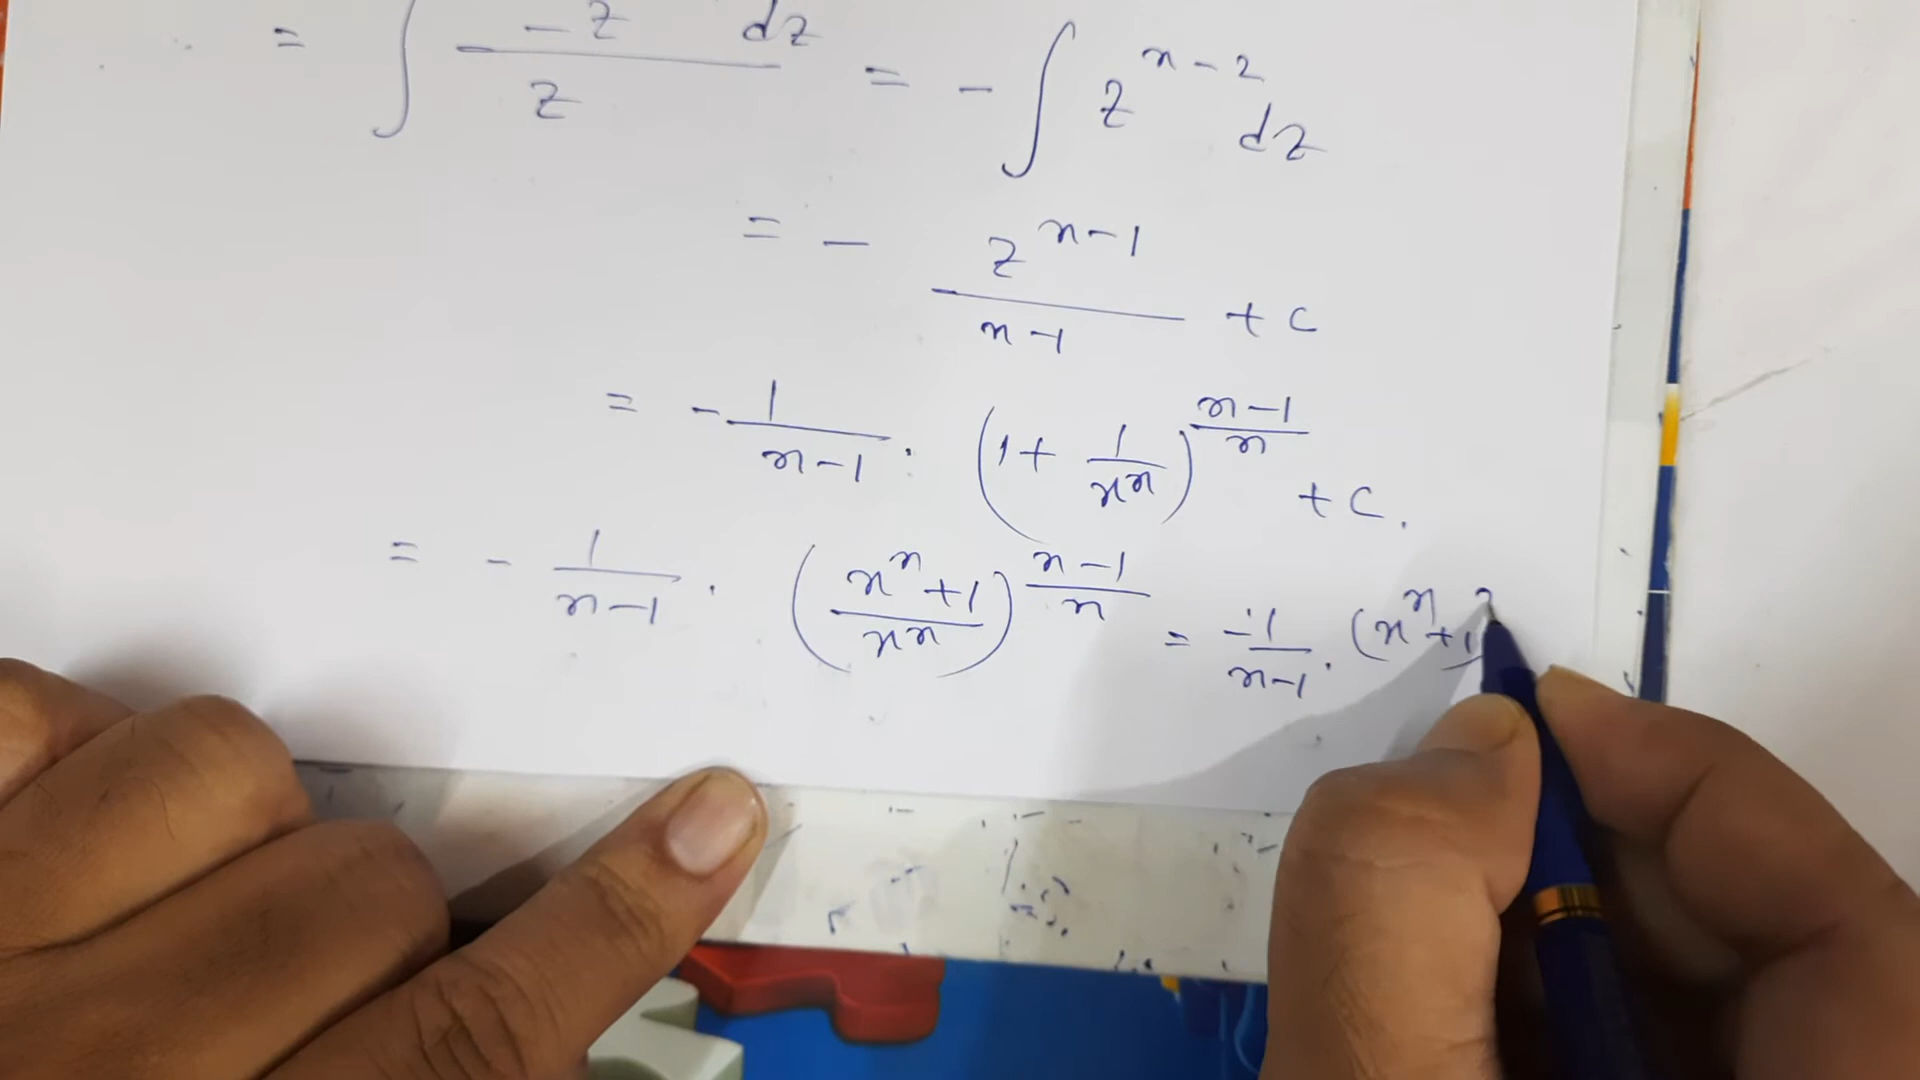 = ∫ -z dz / z = - ∫ z^{n-2} dz
= - z^{n-1} / n-1 + c
= - 1/n-1 · (1 + 1/x^n)^{n-1/n} + c.
= - 1/n-1 · (x^n+1 / x^n)^{n-1/n} = -1/n-1 · (x^n+1)